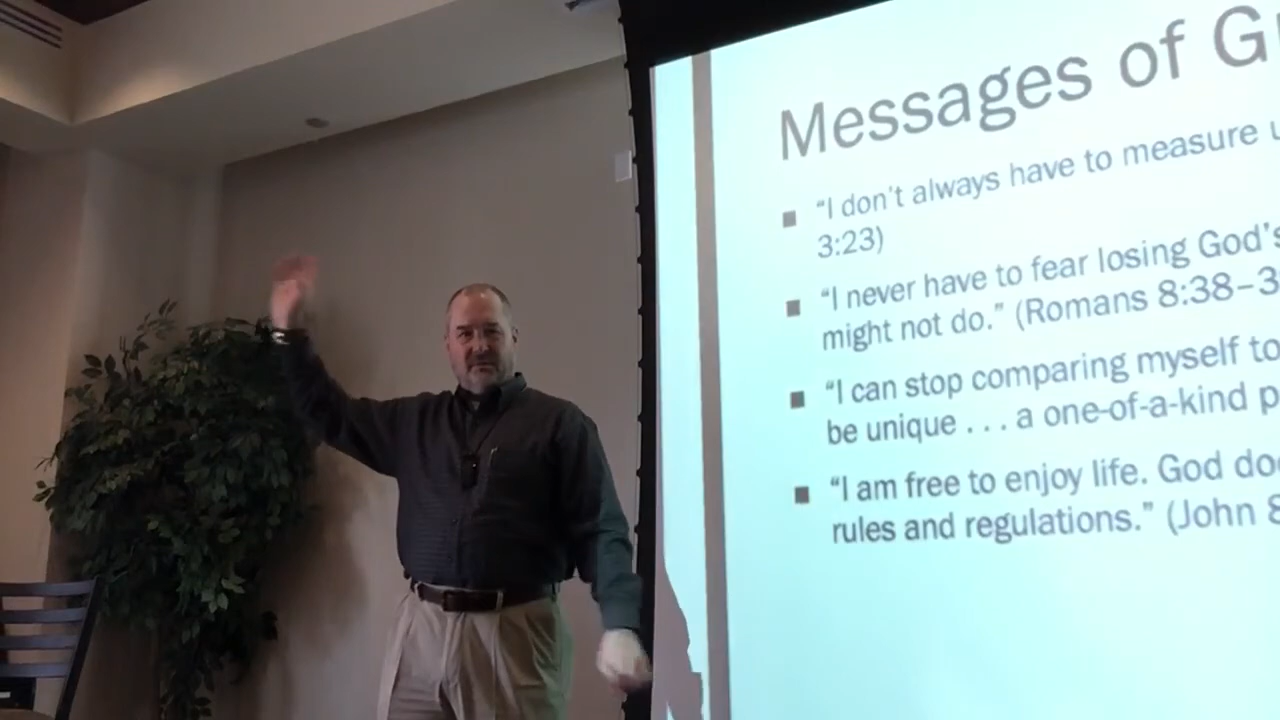 Messages of G
"I don't always have to measure
3:23)
"I never have to fear losing God's
might not do." (Romans 8:38–3
"I can stop comparing myself to
be unique . . . a one-of-a-kind p
"I am free to enjoy life. God do
rules and regulations." (John 8